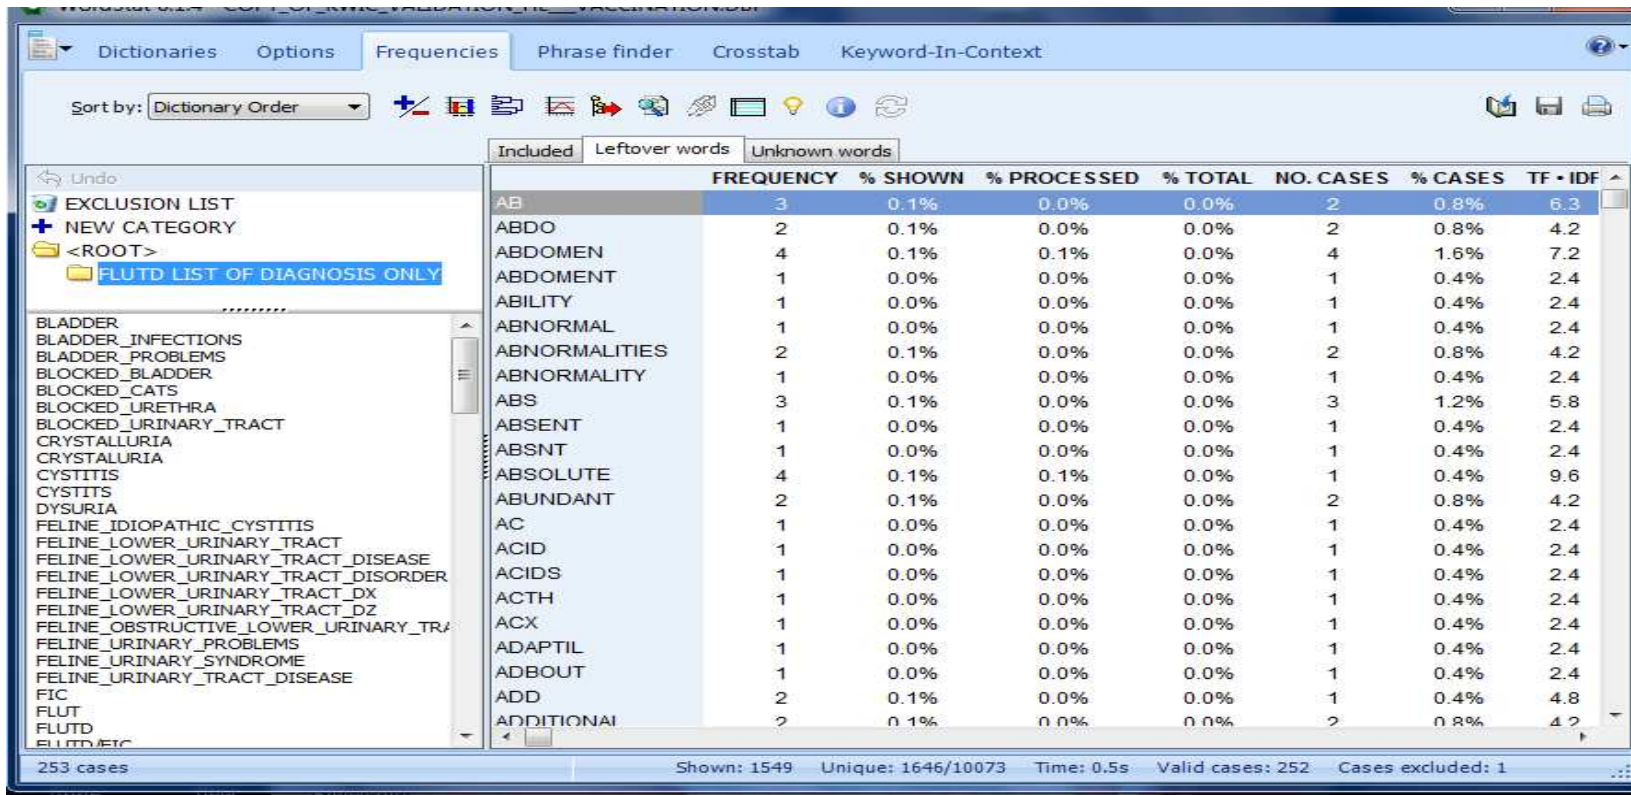 Dictionaries Options Frequencies Phrase finder Crosstab Keyword-In-Context
Sort by: Dictionary Order
Included Leftover words Unknown words
Undo
EXCLUSION LIST
NEW CATEGORY
<ROOT>
FLUTD LIST OF DIAGNOSIS ONLY
BLADDER
BLADDER_INFECTIONS
BLADDER_PROBLEMS
BLOCKED_BLADDER
BLOCKED_CATS
BLOCKED_URETHRA
BLOCKED_URINARY_TRACT
CRYSTALLURIA
CRYSTALURIA
CYSTITIS
CYSTITS
DYSURIA
FELINE_IDIOPATHIC_CYSTITIS
FELINE_LOWER_URINARY_TRACT
FELINE_LOWER_URINARY_TRACT_DISEASE
FELINE_LOWER_URINARY_TRACT_DISORDER
FELINE_LOWER_URINARY_TRACT_DX
FELINE_LOWER_URINARY_TRACT_DZ
FELINE_OBSTRUCTIVE_LOWER_URINARY_TRA
FELINE_URINARY_PROBLEMS
FELINE_URINARY_SYNDROME
FELINE_URINARY_TRACT_DISEASE
FIC
FLUT
FLUTD
FLUTD/FIC
FREQUENCY % SHOWN % PROCESSED % TOTAL NO. CASES % CASES TF • IDF
AB 3 0.1% 0.0% 0.0% 2 0.8% 6.3
ABDO 2 0.1% 0.0% 0.0% 2 0.8% 4.2
ABDOMEN 4 0.1% 0.1% 0.0% 4 1.6% 7.2
ABDOMENT 1 0.0% 0.0% 0.0% 1 0.4% 2.4
ABILITY 1 0.0% 0.0% 0.0% 1 0.4% 2.4
ABNORMAL 1 0.0% 0.0% 0.0% 1 0.4% 2.4
ABNORMALITIES 2 0.1% 0.0% 0.0% 2 0.8% 4.2
ABNORMALITY 1 0.0% 0.0% 0.0% 1 0.4% 2.4
ABS 3 0.1% 0.0% 0.0% 3 1.2% 5.8
ABSENT 1 0.0% 0.0% 0.0% 1 0.4% 2.4
ABSNT 1 0.0% 0.0% 0.0% 1 0.4% 2.4
ABSOLUTE 4 0.1% 0.1% 0.0% 1 0.4% 9.6
ABUNDANT 2 0.1% 0.0% 0.0% 2 0.8% 4.2
AC 1 0.0% 0.0% 0.0% 1 0.4% 2.4
ACID 1 0.0% 0.0% 0.0% 1 0.4% 2.4
ACIDS 1 0.0% 0.0% 0.0% 1 0.4% 2.4
ACTH 1 0.0% 0.0% 0.0% 1 0.4% 2.4
ACX 1 0.0% 0.0% 0.0% 1 0.4% 2.4
ADAPTIL 1 0.0% 0.0% 0.0% 1 0.4% 2.4
ADBOUT 1 0.0% 0.0% 0.0% 1 0.4% 2.4
ADD 2 0.1% 0.0% 0.0% 1 0.4% 4.8
ADDITIONAL 2 0.1% 0.0% 0.0% 2 0.8% 4.2
253 cases Shown: 1549 Unique: 1646/10073 Time: 0.5s Valid cases: 252 Cases excluded: 1